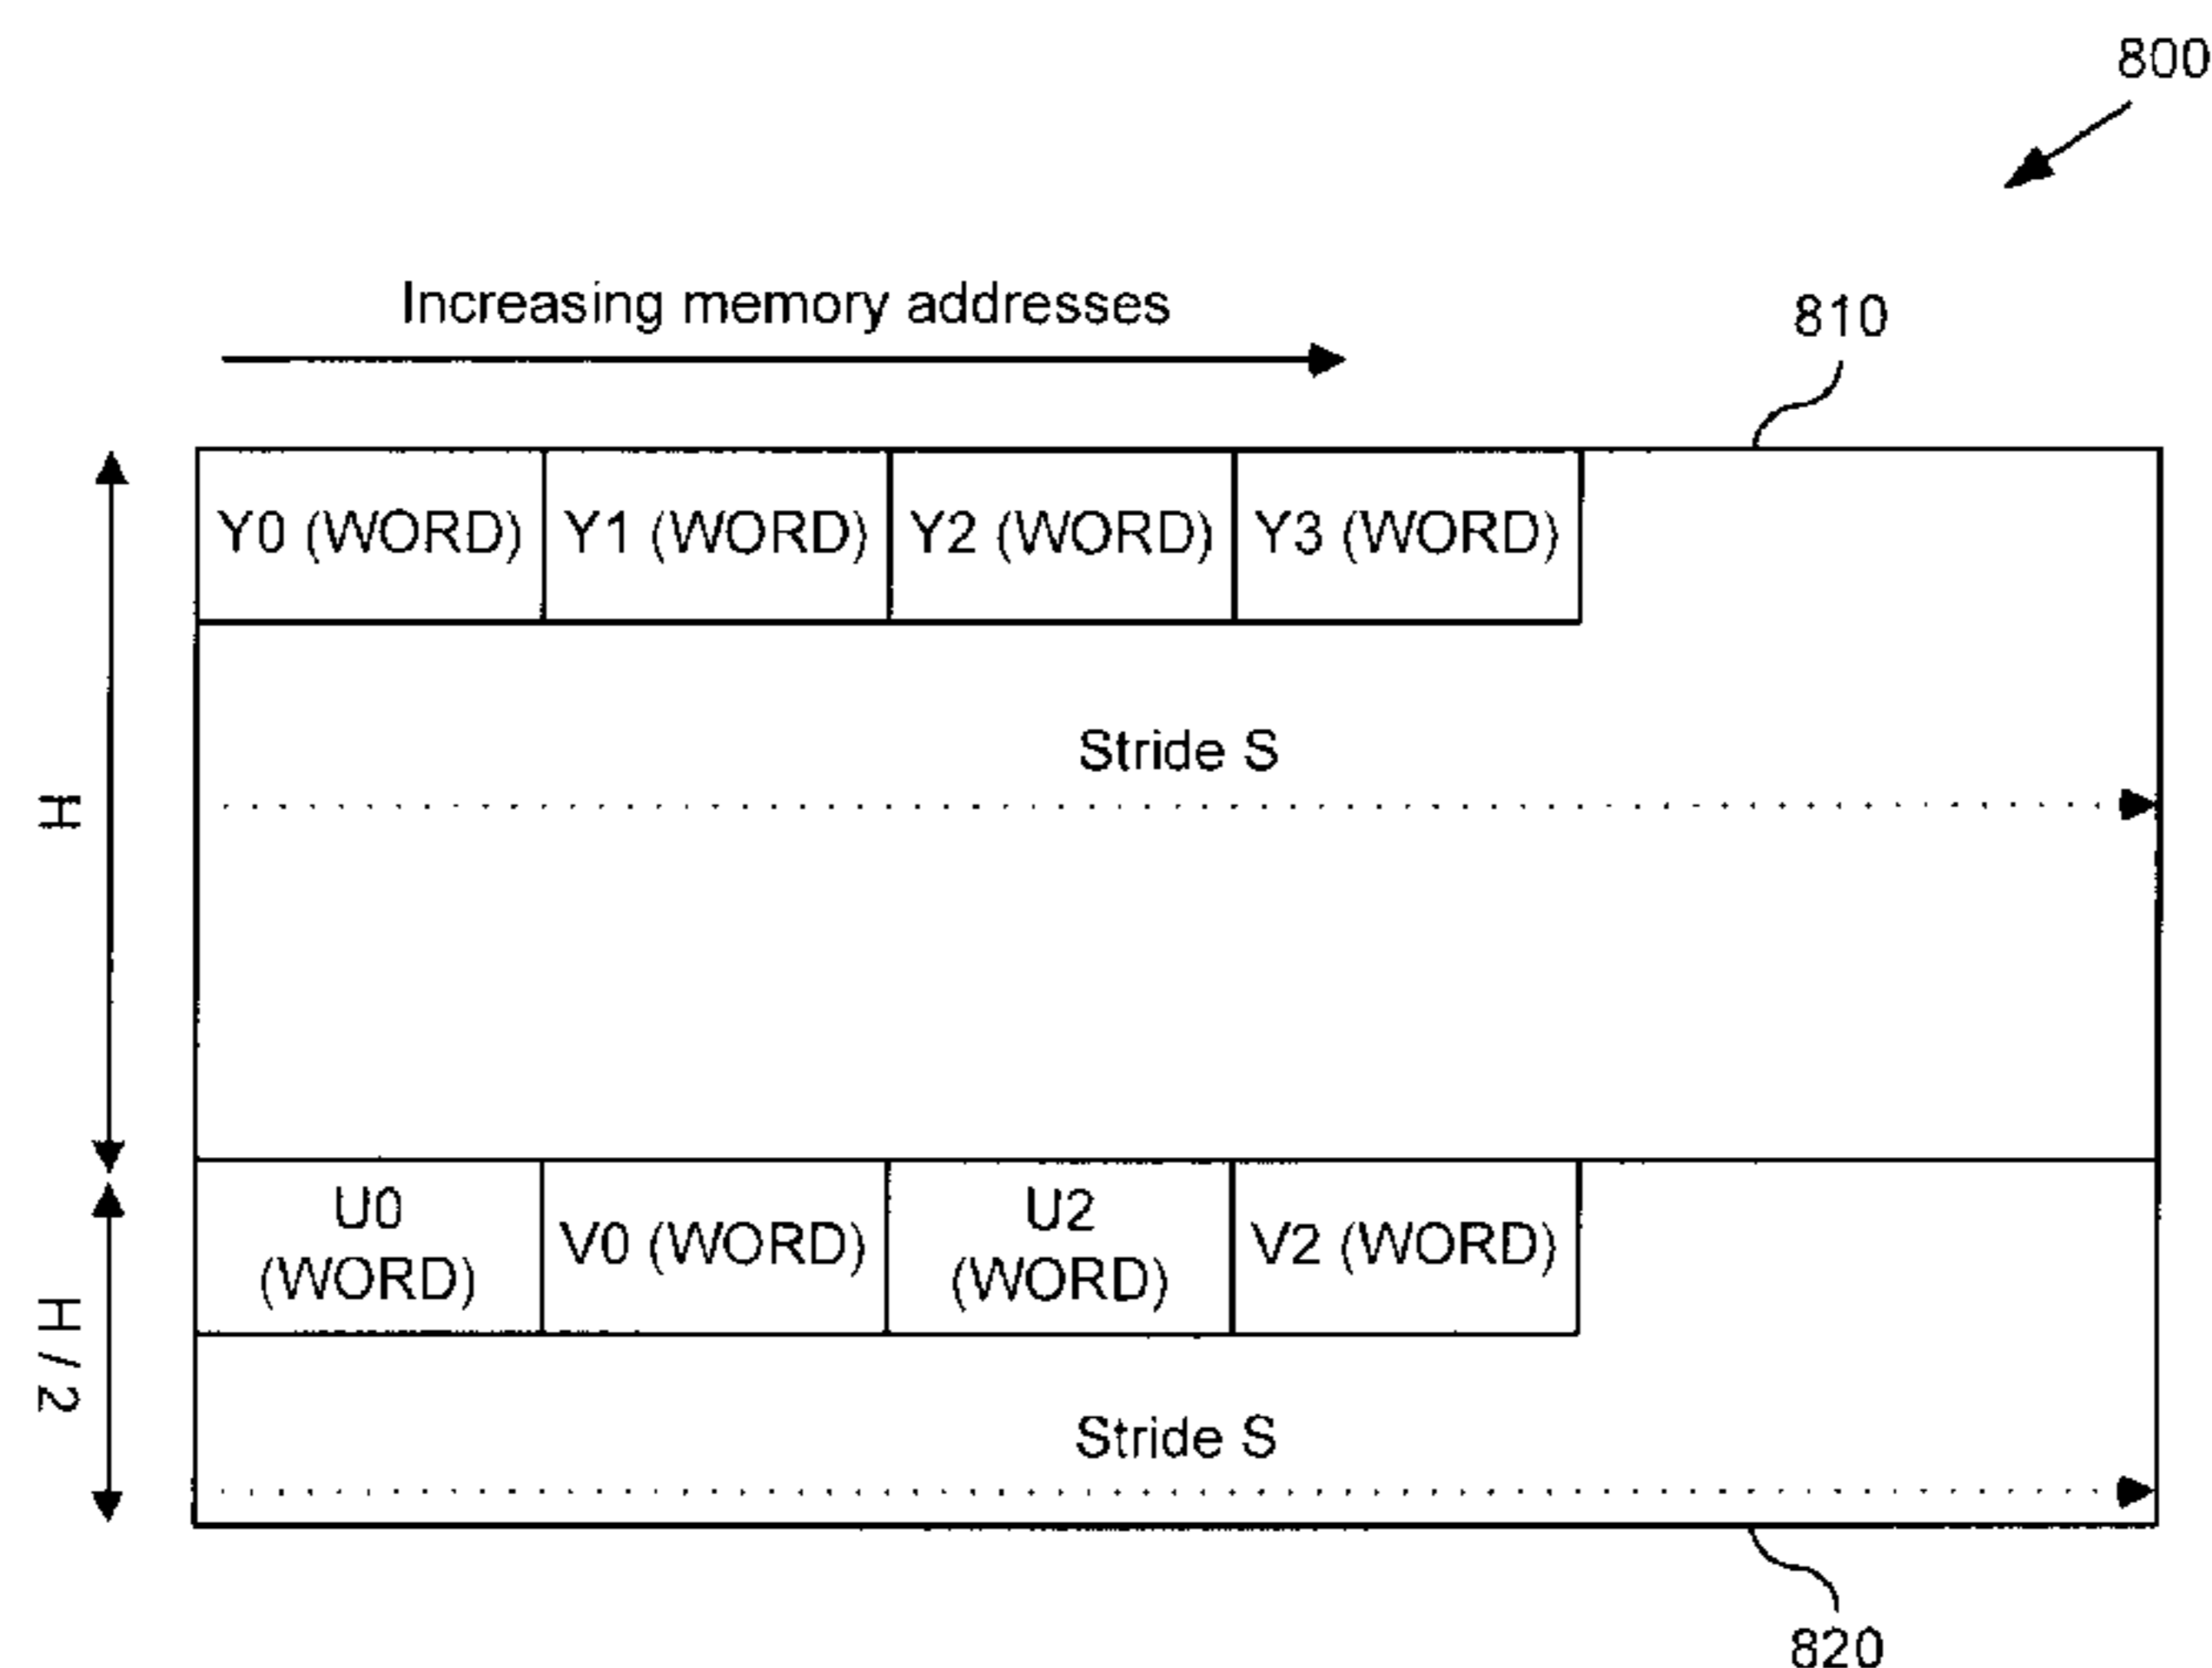 800
Increasing memory addresses
810
Y0 (WORD) Y1 (WORD) Y2 (WORD) Y3 (WORD)
Stride S
H
U0
(WORD)
V0 (WORD)
U2
(WORD)
V2 (WORD)
H / 2
Stride S
820